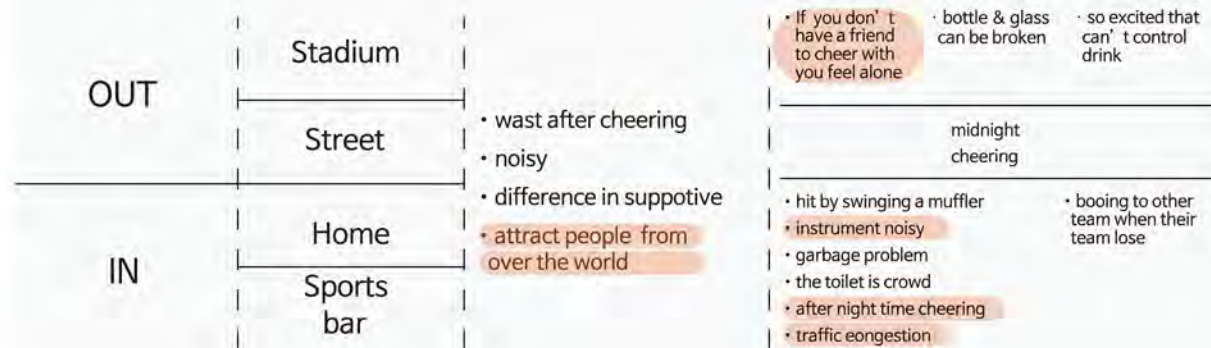 OUT
Stadium
Street
IN
Home
Sports
bar
· wast after cheering
· noisy
· difference in suppotive
· attract people from
over the world
· If you don't
have a friend
to cheer with
you feel alone
· bottle & glass
can be broken
· so excited that
can't control
drink
midnight
cheering
· hit by swinging a muffler
· instrument noisy
· garbage problem
· the toilet is crowd
· after night time cheering
· traffic eongestion
· booing to other
team when their
team lose